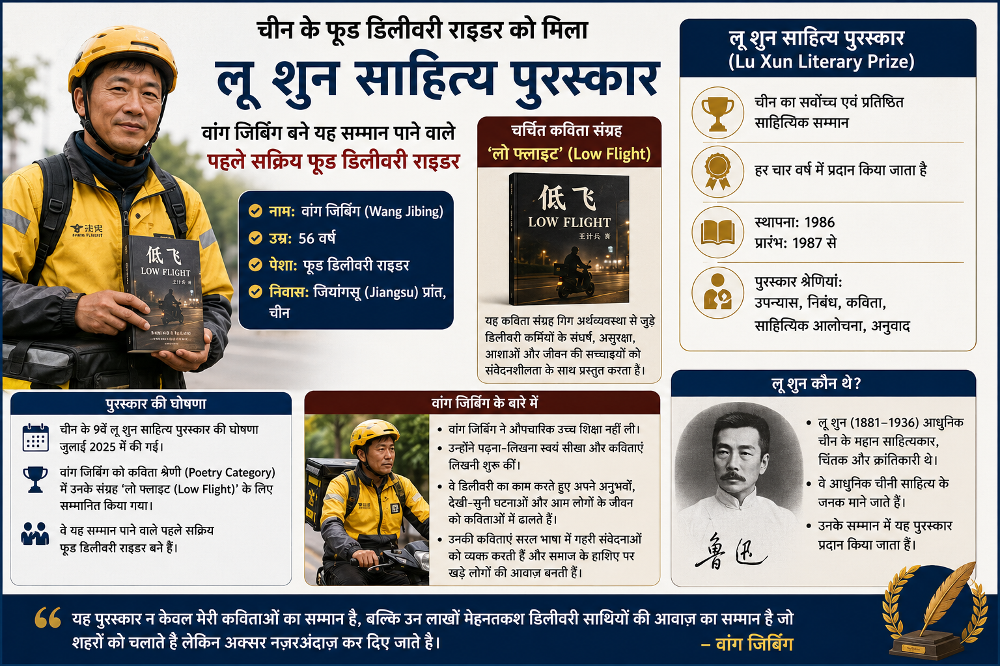 चीन के फूड डिलीवरी राइडर को मिला
लू शुन साहित्य पुरस्कार
वांग जिबिंग बने यह सम्मान पाने वाले
पहले सक्रिय फूड डिलीवरी राइडर
नाम: वांग जिबिंग (Wang Jibing)
उम्र: 56 वर्ष
पेशा: फूड डिलीवरी राइडर
निवास: जियांगसू (Jiangsu) प्रांत,
चीन
低飞
LOW FLIGHT
王计兵
चर्चित कविता संग्रह
‘लो फ्लाइट’ (Low Flight)
低飞
LOW FLIGHT
王计兵
यह कविता संग्रह गिग अर्थव्यवस्था से जुड़े
डिलीवरी कर्मियों के संघर्ष, असुरक्षा,
आशाओं और जीवन की सच्चाइयों को
संवेदनशीलता के साथ प्रस्तुत करता है।
लू शुन साहित्य पुरस्कार
(Lu Xun Literary Prize)
चीन का सर्वोच्च एवं प्रतिष्ठित
साहित्यिक सम्मान
हर चार वर्ष में प्रदान किया जाता है
स्थापना: 1986
प्रारंभ: 1987 से
पुरस्कार श्रेणियां:
उपन्यास, निबंध, कविता,
साहित्यिक आलोचना, अनुवाद
पुरस्कार की घोषणा
चीन के 9वें लू शुन साहित्य पुरस्कार की घोषणा
जुलाई 2025 में की गई।
वांग जिबिंग को कविता श्रेणी (Poetry Category)
में उनके संग्रह ‘लो फ्लाइट (Low Flight)’ के लिए
सम्मानित किया गया।
वे यह सम्मान पाने वाले पहले सक्रिय
फूड डिलीवरी राइडर बने हैं।
वांग जिबिंग के बारे में
• वांग जिबिंग ने औपचारिक उच्च शिक्षा नहीं ली।
• उन्होंने पढ़ना-लिखना स्वयं सीखा और कविताएं
लिखनी शुरू कीं।
• वे डिलीवरी का काम करते हुए अपने अनुभवों,
देखी-सुनी घटनाओं और आम लोगों के जीवन
को कविताओं में ढालते हैं।
• उनकी कविताएं सरल भाषा में गहरी संवेदनाओं
को व्यक्त करती हैं और समाज के हाशिए पर
खड़े लोगों की आवाज़ बनती हैं।
लू शुन कौन थे?
• लू शुन (1881–1936) आधुनिक
चीन के महान साहित्यकार,
चिंतक और क्रांतिकारी थे।
• वे आधुनिक चीनी साहित्य के
जनक माने जाते हैं।
• उनके सम्मान में यह पुरस्कार
प्रदान किया जाता हैं।
魯迅
“ यह पुरस्कार न केवल मेरी कविताओं का सम्मान है, बल्कि उन लाखों मेहनतकश डिलीवरी साथियों की आवाज़ का सम्मान है जो
शहरों को चलाते हैं लेकिन अक्सर नज़रअंदाज़ कर दिए जाते है।
– वांग जिबिंग